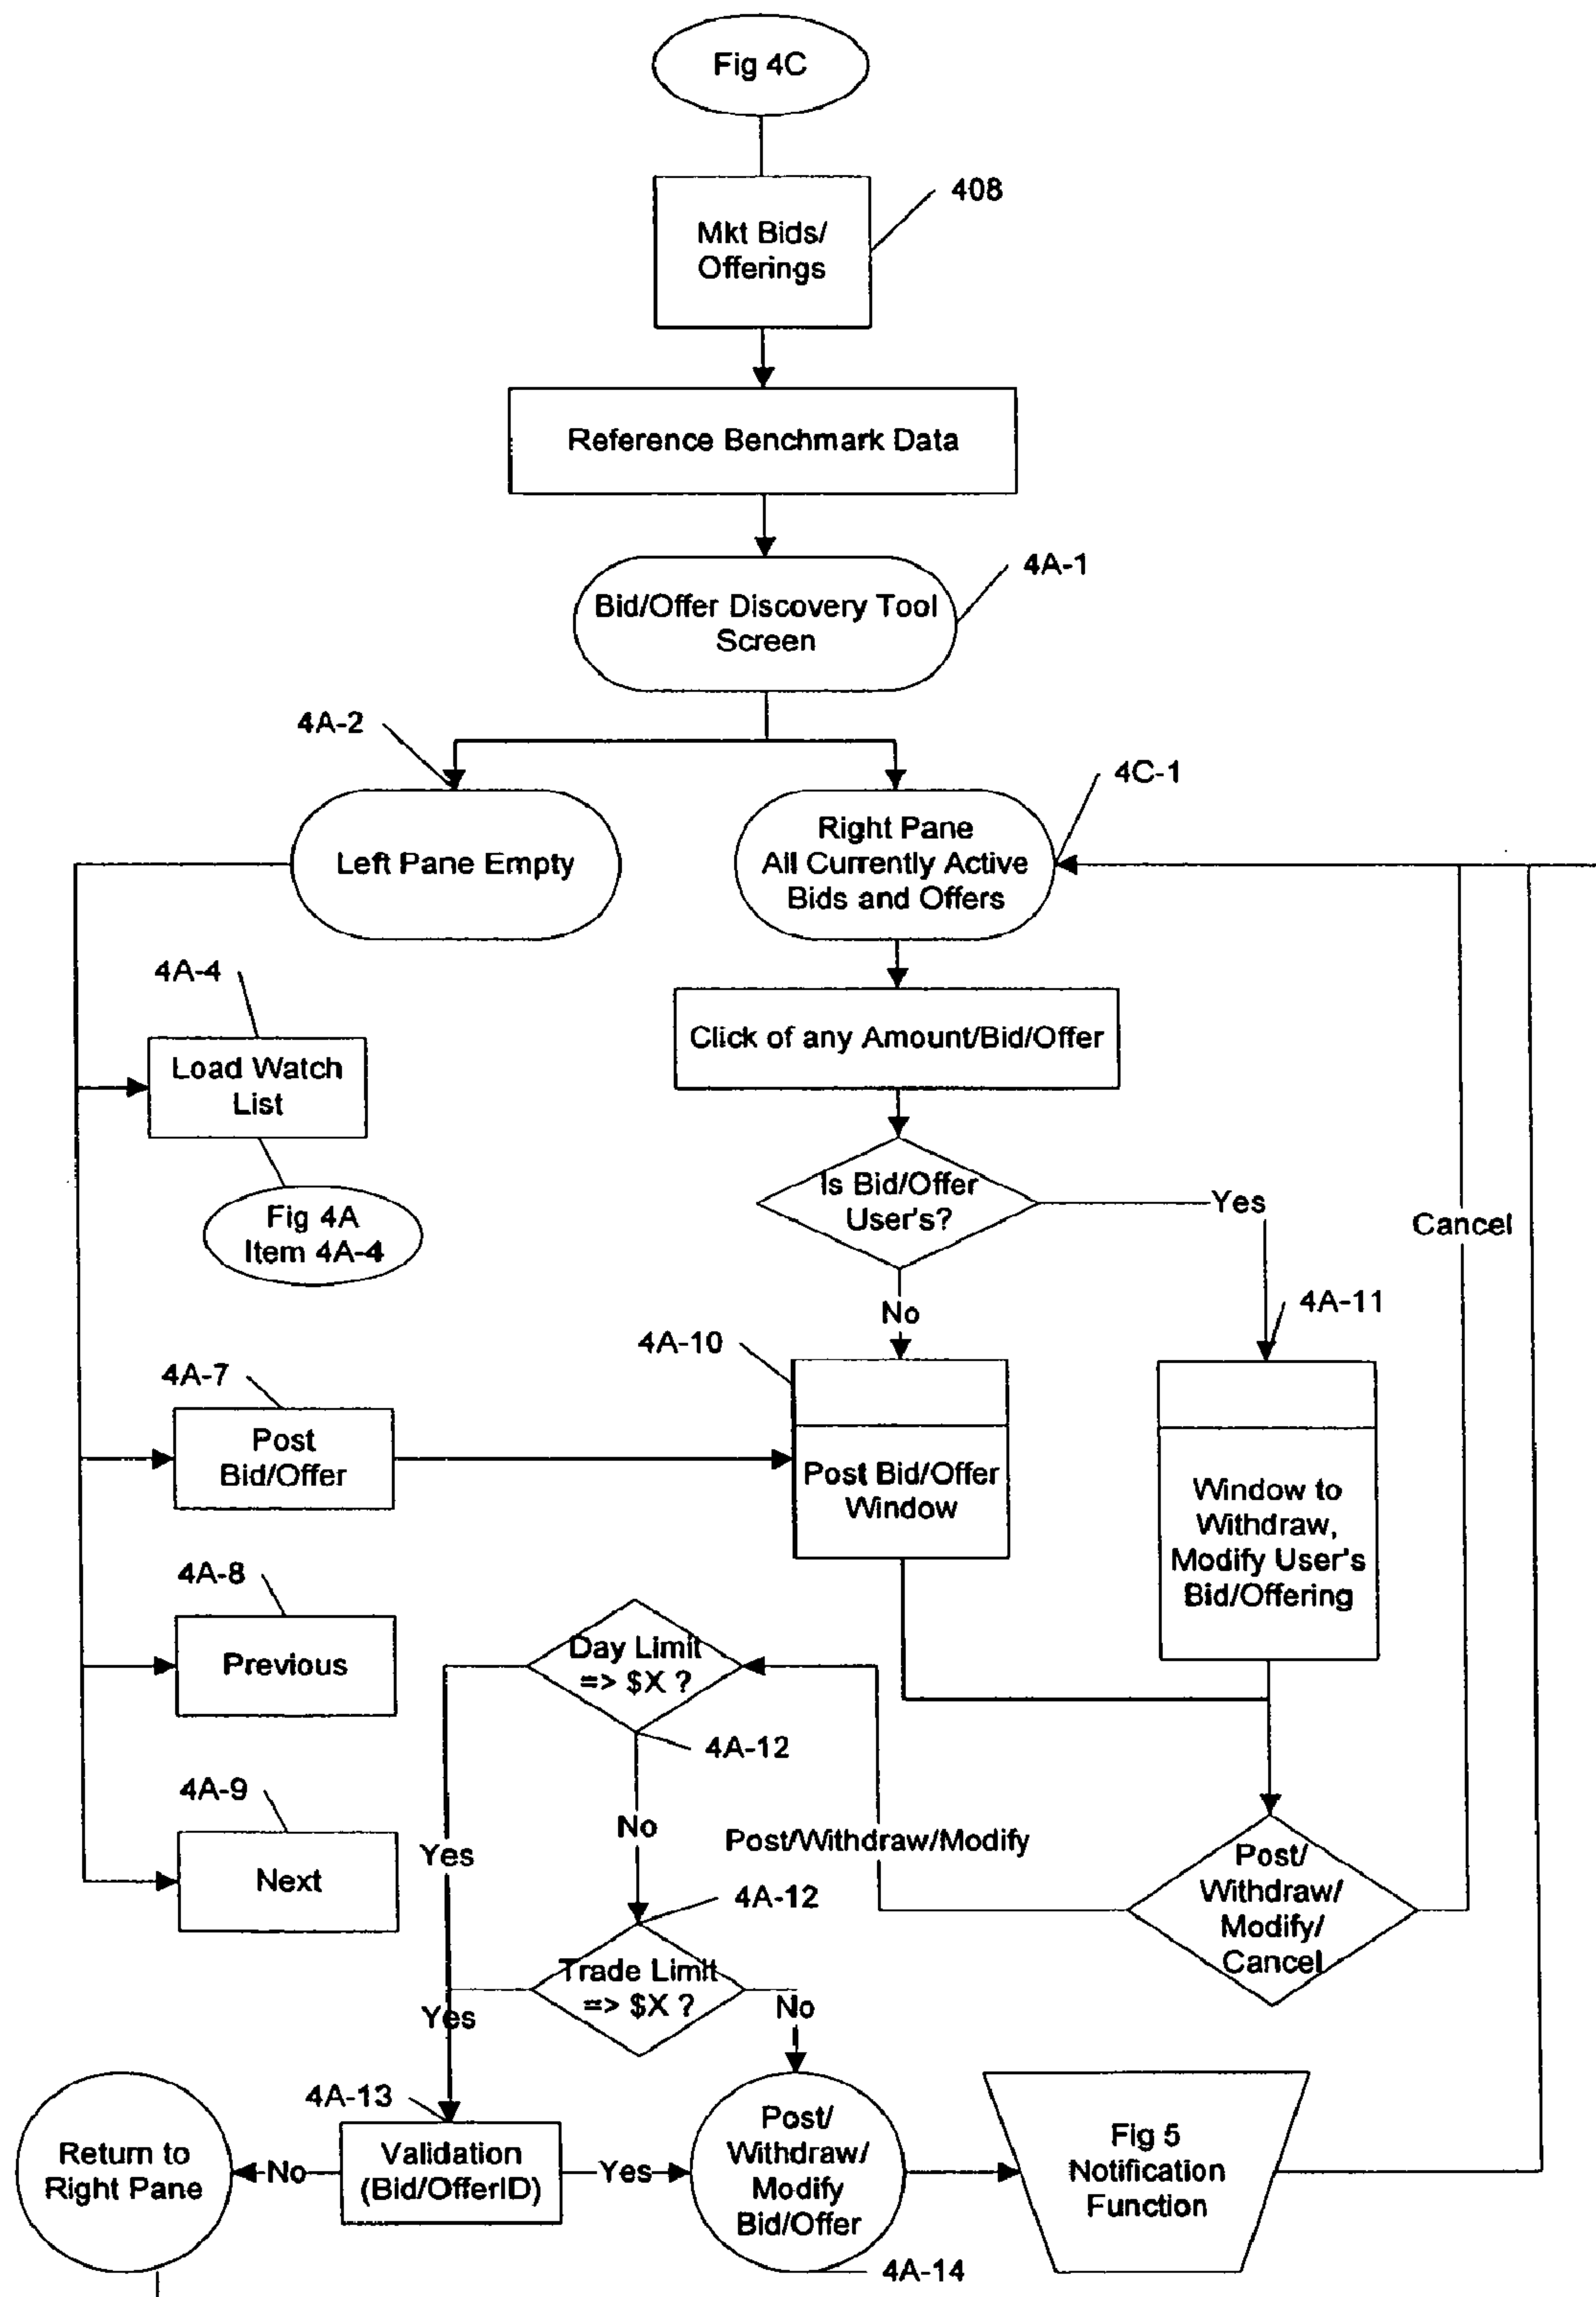 Fig 4C
408
Mkt Bids/
Offerings
Reference Benchmark Data
4A-1
Bid/Offer Discovery Tool
Screen
4A-2
4C-1
Left Pane Empty
Right Pane
All Currently Active
Bids and Offers
4A-4
Load Watch
List
Click of any Amount/Bid/Offer
Fig 4A
Item 4A-4
Is Bid/Offer
User's?
Yes
Cancel
No
4A-11
4A-10
4A-7
Post
Bid/Offer
Post Bid/Offer
Window
Window to
Withdraw,
Modify User's
Bid/Offering
4A-8
Previous
Day Limit
=> $X ?
4A-12
4A-9
Next
No
Yes
Post/Withdraw/Modify
Post/
Withdraw/
Modify/
Cancel
4A-12
Trade Limit
=> $X ?
Yes
No
4A-13
Return to
Right Pane
No
Validation
(Bid/OfferID)
Yes
Post/
Withdraw/
Modify
Bid/Offer
Fig 5
Notification
Function
4A-14